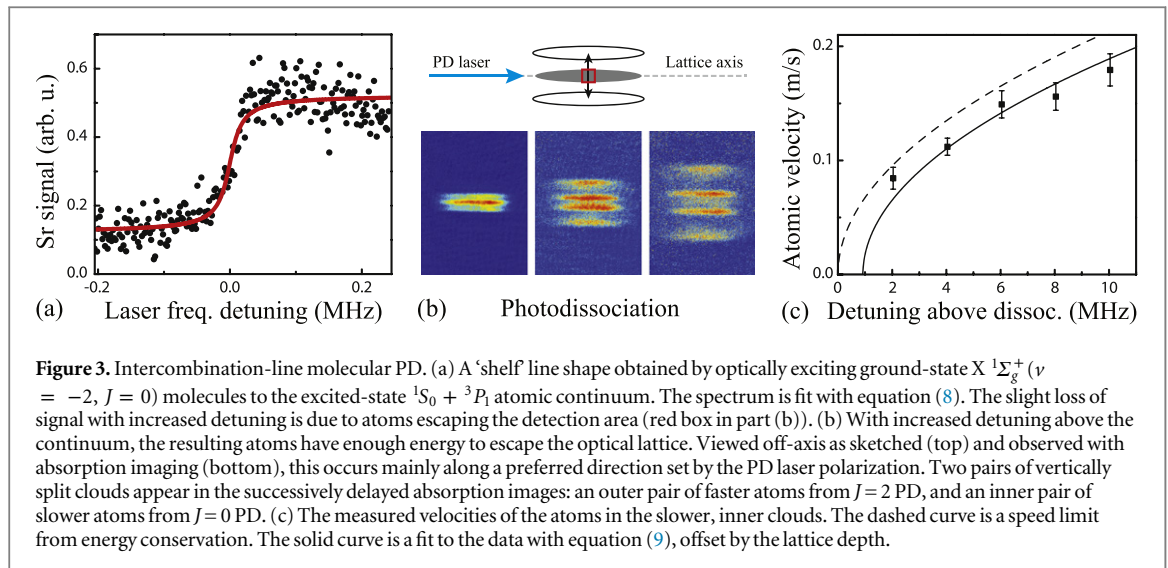 0.6
0.4
0.2
0.0
-0.2
0.0
0.2
Sr signal (arb. u.)
(a)
Laser freq. detuning (MHz)
PD laser
Lattice axis
(b)
Photodissociation
0.2
0.1
0.0
0
2
4
6
8
10
Atomic velocity (m/s)
(c)
Detuning above dissoc. (MHz)
Figure 3. Intercombination-line molecular PD. (a) A ‘shelf’ line shape obtained by optically exciting ground-state X ¹Σg⁺(ν
= −2, J = 0) molecules to the excited-state ¹S₀ + ³P₁ atomic continuum. The spectrum is fit with equation (8). The slight loss of
signal with increased detuning is due to atoms escaping the detection area (red box in part (b)). (b) With increased detuning above the
continuum, the resulting atoms have enough energy to escape the optical lattice. Viewed off-axis as sketched (top) and observed with
absorption imaging (bottom), this occurs mainly along a preferred direction set by the PD laser polarization. Two pairs of vertically
split clouds appear in the successively delayed absorption images: an outer pair of faster atoms from J = 2 PD, and an inner pair of
slower atoms from J = 0 PD. (c) The measured velocities of the atoms in the slower, inner clouds. The dashed curve is a speed limit
from energy conservation. The solid curve is a fit to the data with equation (9), offset by the lattice depth.